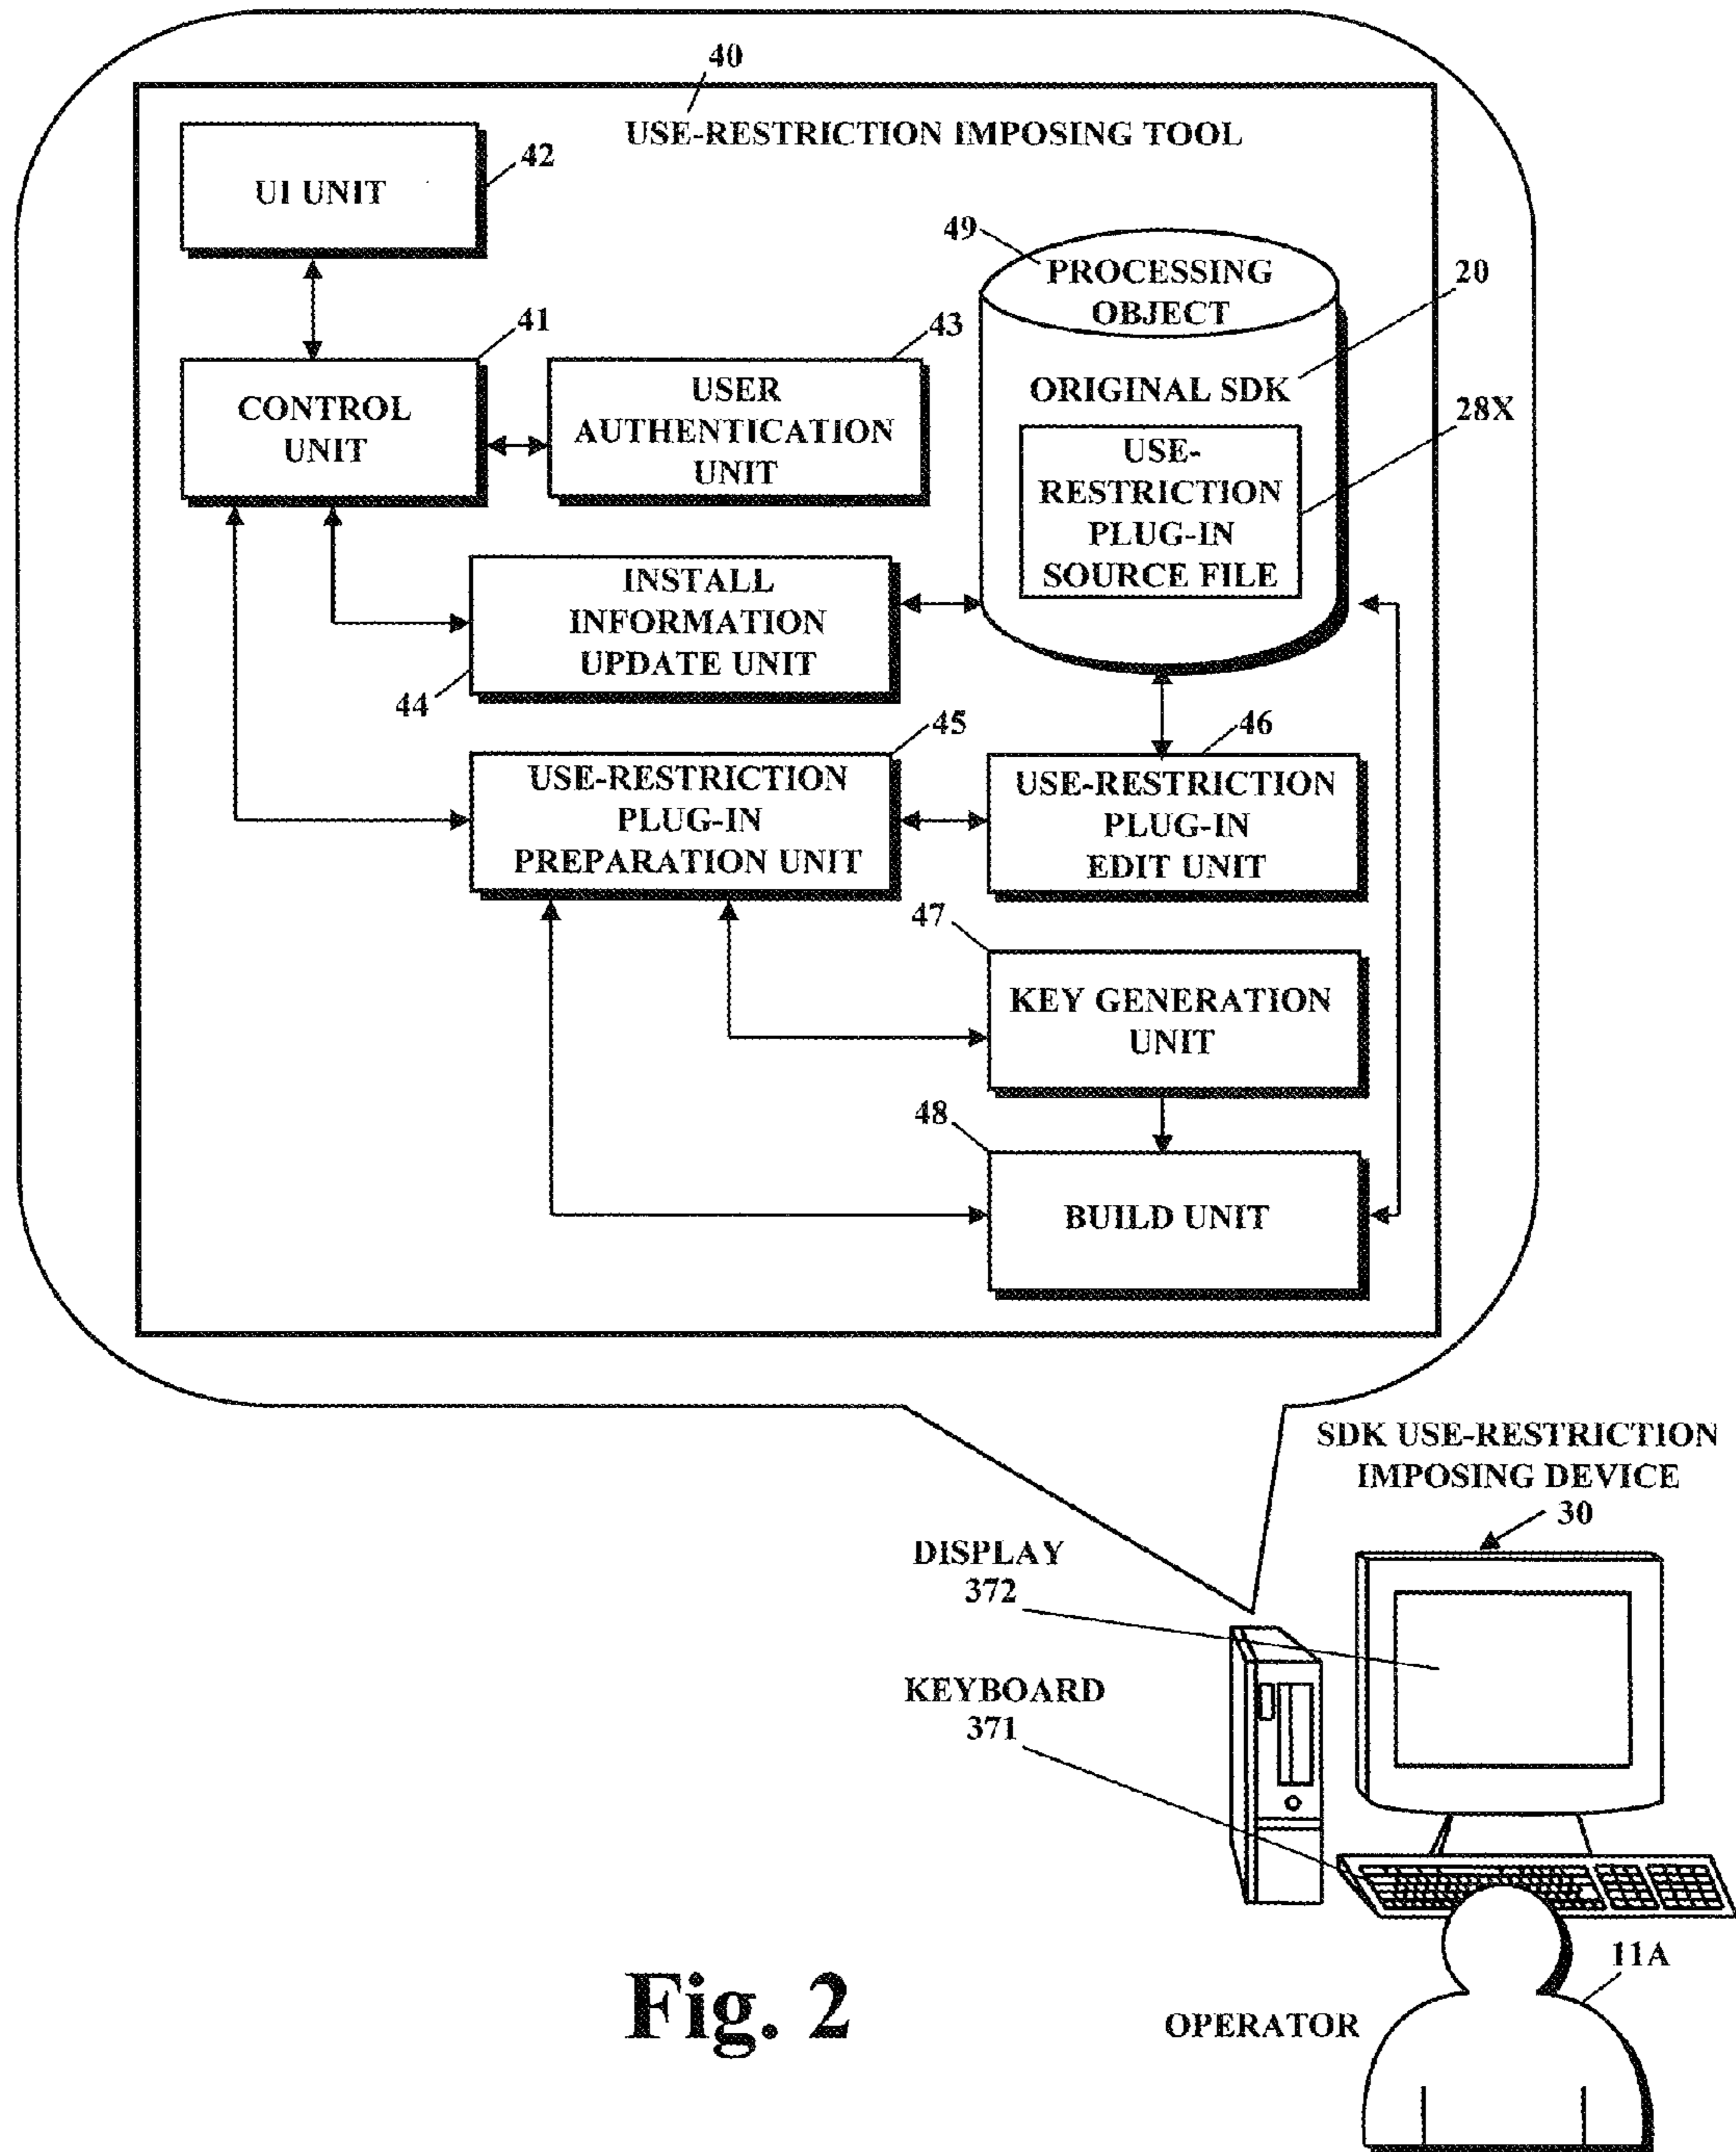 40
USE-RESTRICTION IMPOSING TOOL
42
UI UNIT
49
PROCESSING
OBJECT
20
ORIGINAL SDK
28X
USE-
RESTRICTION
PLUG-IN
SOURCE FILE
41
CONTROL
UNIT
43
USER
AUTHENTICATION
UNIT
INSTALL
INFORMATION
UPDATE UNIT
44
45
USE-RESTRICTION
PLUG-IN
PREPARATION UNIT
46
USE-RESTRICTION
PLUG-IN
EDIT UNIT
47
KEY GENERATION
UNIT
48
BUILD UNIT
SDK USE-RESTRICTION
IMPOSING DEVICE
30
DISPLAY
372
KEYBOARD
371
11A
OPERATOR
Fig. 2